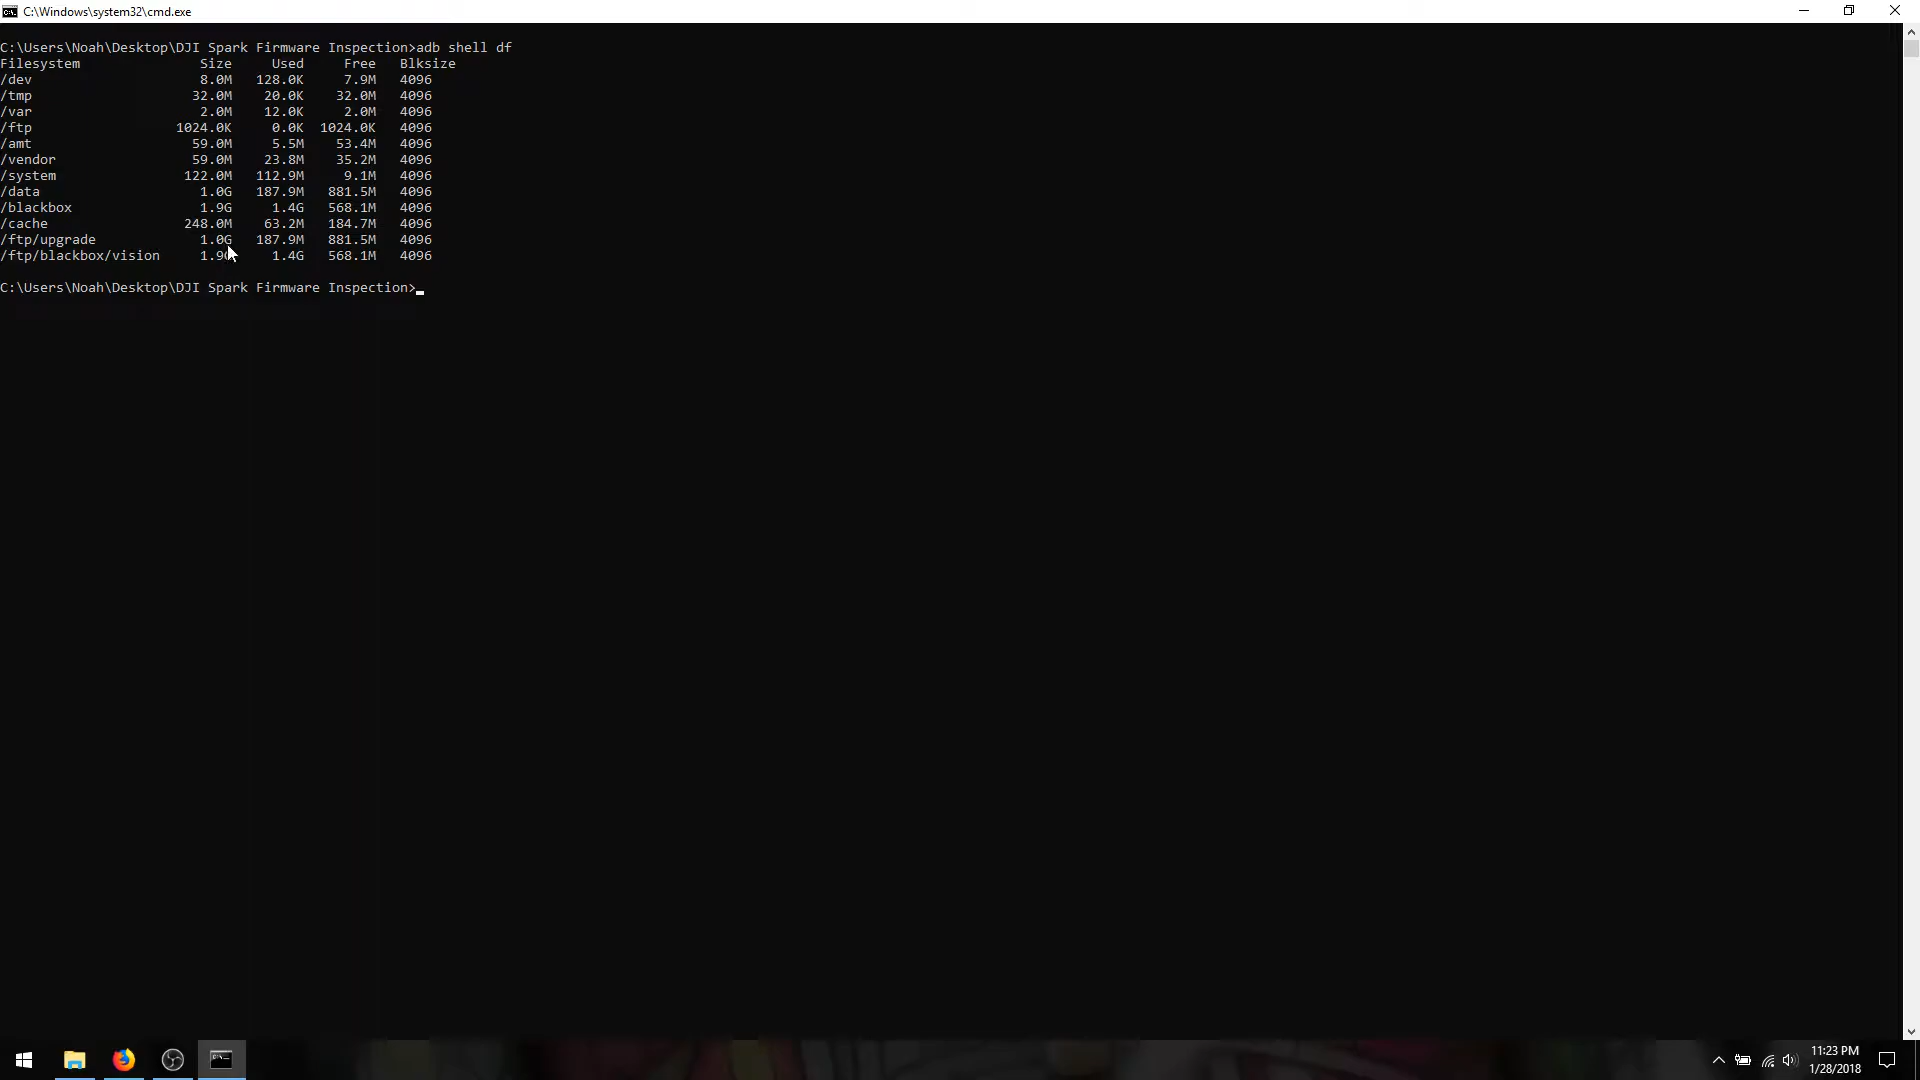 C:\Windows\system32\cmd.exe
C:\Users\Noah\Desktop\DJI Spark Firmware Inspection>adb shell df
Filesystem Size Used Free Blksize
/dev 8.0M 128.0K 7.9M 4096
/tmp 32.0M 20.0K 32.0M 4096
/var 2.0M 12.0K 2.0M 4096
/ftp 1024.0K 0.0K 1024.0K 4096
/amt 59.0M 5.5M 53.4M 4096
/vendor 59.0M 23.8M 35.2M 4096
/system 122.0M 112.9M 9.1M 4096
/data 1.0G 187.9M 881.5M 4096
/blackbox 1.9G 1.4G 568.1M 4096
/cache 248.0M 63.2M 184.7M 4096
/ftp/upgrade 1.0G 187.9M 881.5M 4096
/ftp/blackbox/vision 1.9G 1.4G 568.1M 4096
C:\Users\Noah\Desktop\DJI Spark Firmware Inspection>
11:23 PM
1/28/2018